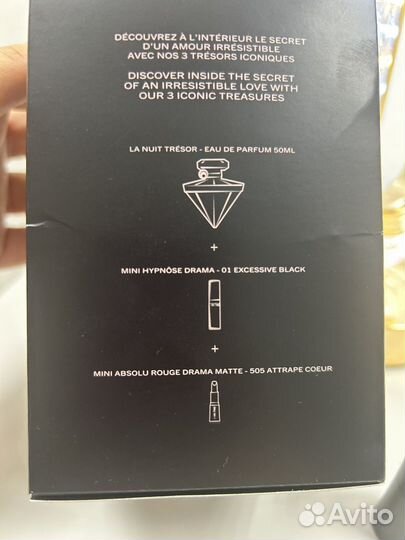 DÉCOUVREZ À L'INTÉRIEUR LE SECRET
D'UN AMOUR IRRÉSISTIBLE
AVEC NOS 3 TRÉSORS ICONIQUES
DISCOVER INSIDE THE SECRET
OF AN IRRESISTIBLE LOVE WITH
OUR 3 ICONIC TREASURES
LA NUIT TRÉSOR - EAU DE PARFUM 50ML
+
MINI HYPNÔSE DRAMA - 01 EXCESSIVE BLACK
+
MINI ABSOLU ROUGE DRAMA MATTE - 505 ATTRAPE COEUR
Avito